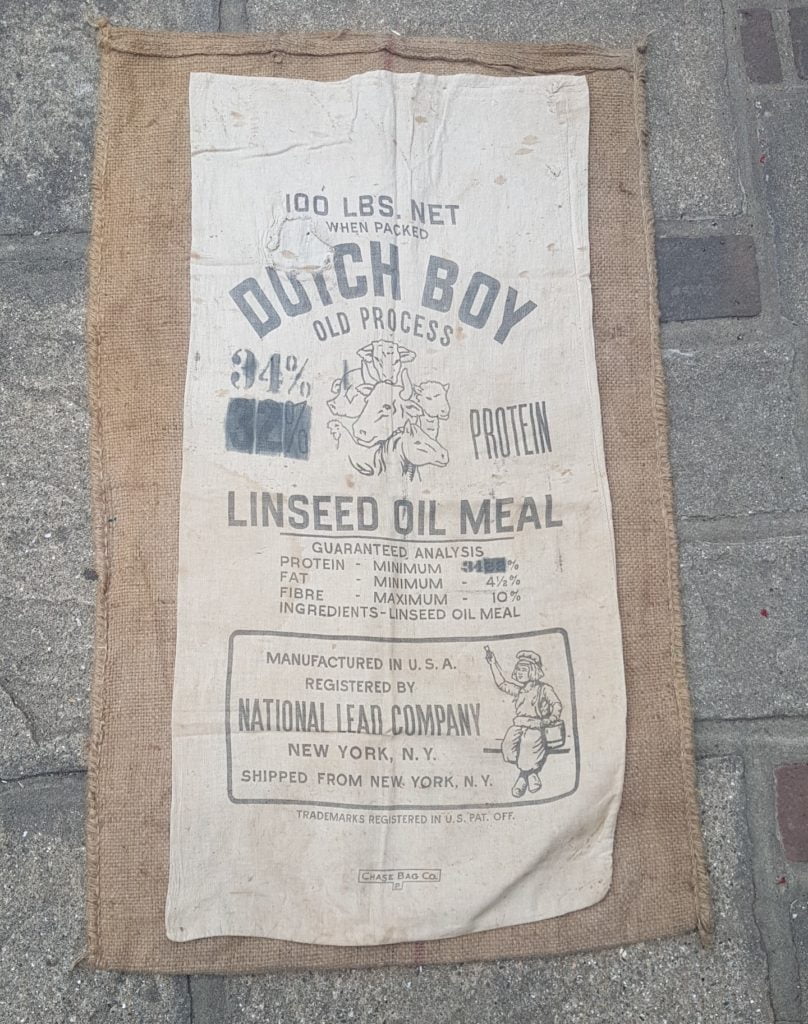 100 LBS. NET
WHEN PACKED
DUTCH BOY
OLD PROCESS
34%
32%
PROTEIN
LINSEED OIL MEAL
GUARANTEED ANALYSIS
PROTEIN - MINIMUM 34%
FAT - MINIMUM - 4½%
FIBRE - MAXIMUM - 10%
INGREDIENTS-LINSEED OIL MEAL
MANUFACTURED IN U.S.A.
REGISTERED BY
NATIONAL LEAD COMPANY
NEW YORK, N.Y.
SHIPPED FROM NEW YORK, N.Y.
TRADEMARKS REGISTERED IN U.S. PAT. OFF.
CHASE BAG CO.